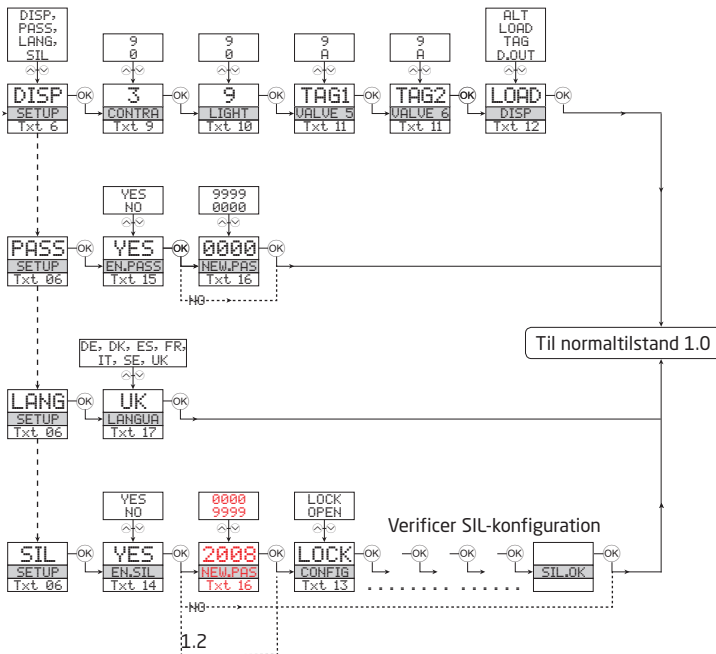 DISP,
PASS,
LANG,
SIL
9
0
9
0
9
A
9
A
ALT
LOAD
TAG
D.OUT
DISP OK 3 OK 9 OK TAG1 OK TAG2 OK LOAD OK
SETUP CONTRA LIGHT VALVE 5 VALVE 6 DISP
Txt 6 Txt 9 Txt 10 Txt 11 Txt 11 Txt 12
YES
NO
9999
0000
PASS OK YES OK 0000 OK
SETUP EN.PASS NEW.PAS
Txt 06 Txt 15 Txt 16
NO
Til normaltilstand 1.0
DE, DK, ES, FR,
IT, SE, UK
LANG OK UK OK
SETUP LANGUA
Txt 06 Txt 17
YES
NO
0000
9999
LOCK
OPEN
Verificer SIL-konfiguration
SIL OK YES OK 2008 OK LOCK OK OK OK OK OK
SETUP EN.SIL NEW.PAS CONFIG SIL.OK
Txt 06 Txt 14 Txt 16 Txt 13
NO
1.2